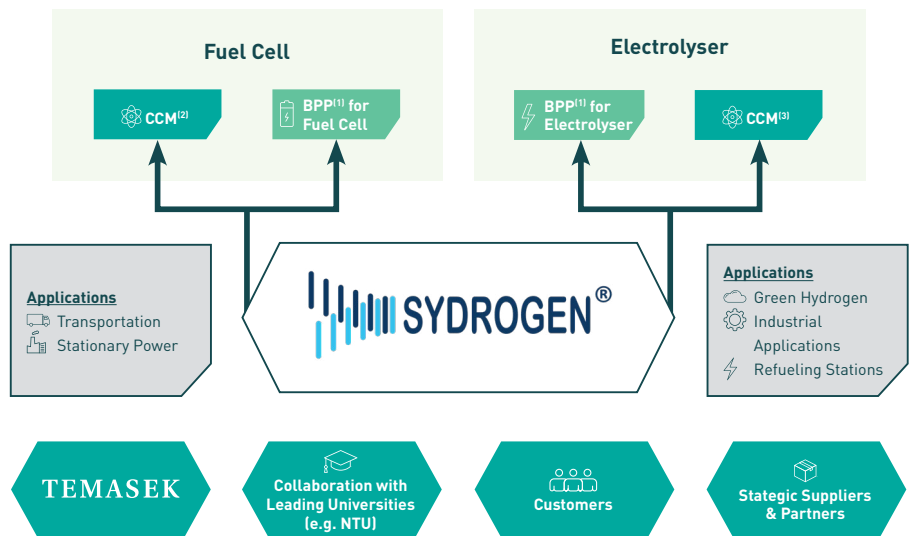 Fuel Cell
Electrolyser
CCM(2)
BPP(1) for
Fuel Cell
BPP(1) for
Electrolyser
CCM(3)
Applications
Transportation
Stationary Power
SYDROGEN®
Applications
Green Hydrogen
Industrial
Applications
Refueling Stations
TEMASEK
Collaboration with
Leading Universities
(e.g. NTU)
Customers
Stategic Suppliers
& Partners